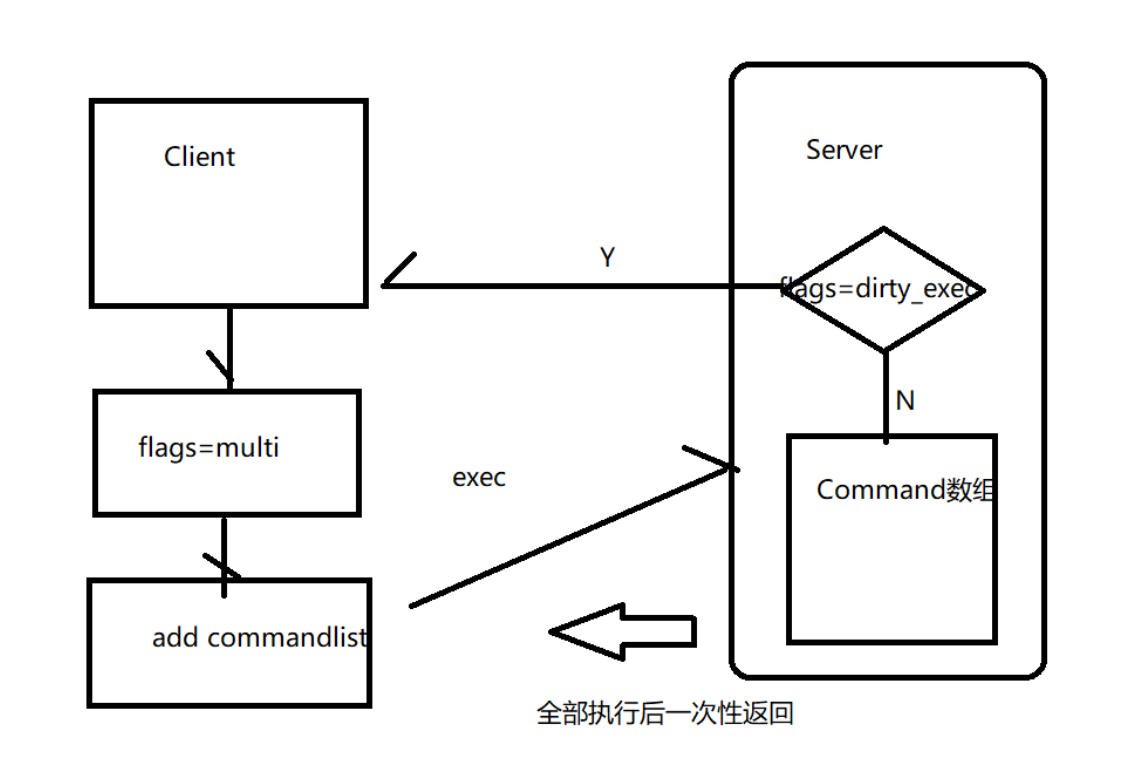 Client
Server
Y
flags=dirty_exec
N
flags=multi
exec
Command数组
add commandlist
全部执行后一次性返回